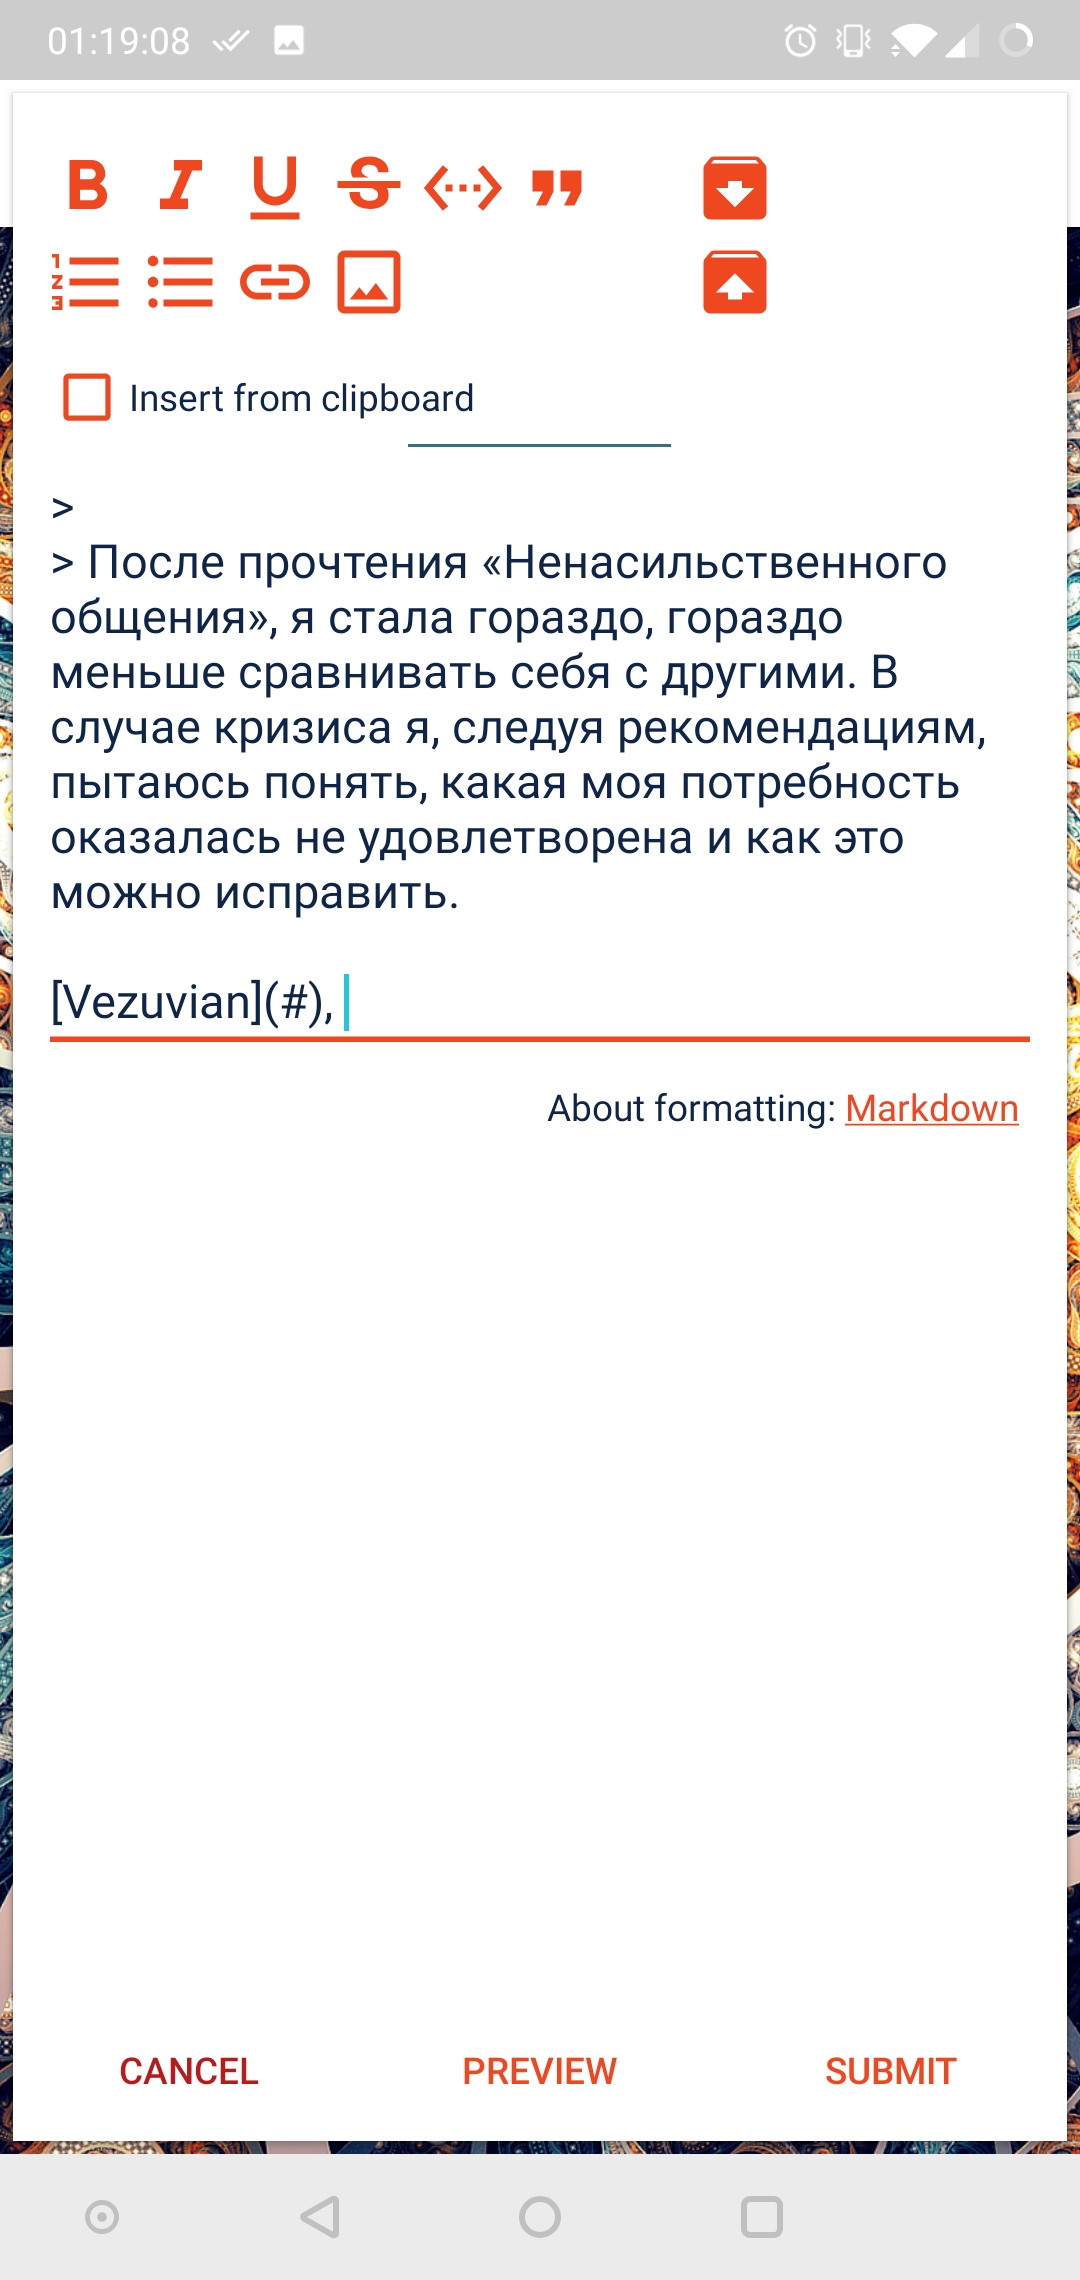 01:19:08
Insert from clipboard
>
> После прочтения «Ненасильственного
общения», я стала гораздо, гораздо
меньше сравнивать себя с другими. В
случае кризиса я, следуя рекомендациям,
пытаюсь понять, какая моя потребность
оказалась не удовлетворена и как это
можно исправить.
[Vezuvian](#),
About formatting: Markdown
CANCEL PREVIEW SUBMIT